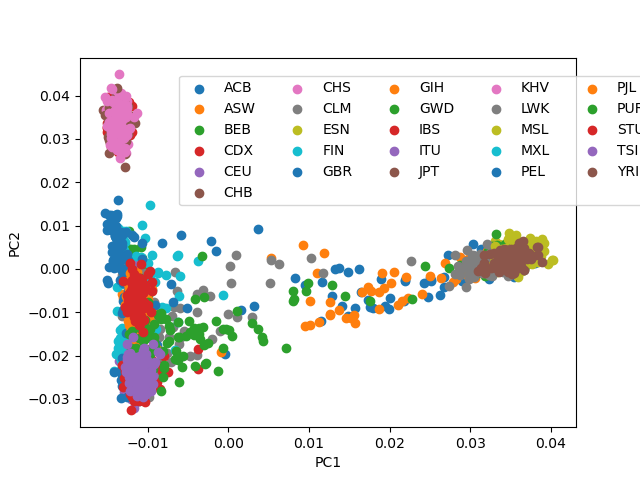 ACB CHS GIH KHV PJL
ASW CLM GWD LWK PUR
BEB ESN IBS MSL STU
CDX FIN ITU MXL TSI
CEU GBR JPT PEL YRI
CHB
0.04
0.03
0.02
0.01
0.00
−0.01
−0.02
−0.03
PC2
−0.01 0.00 0.01 0.02 0.03 0.04
PC1